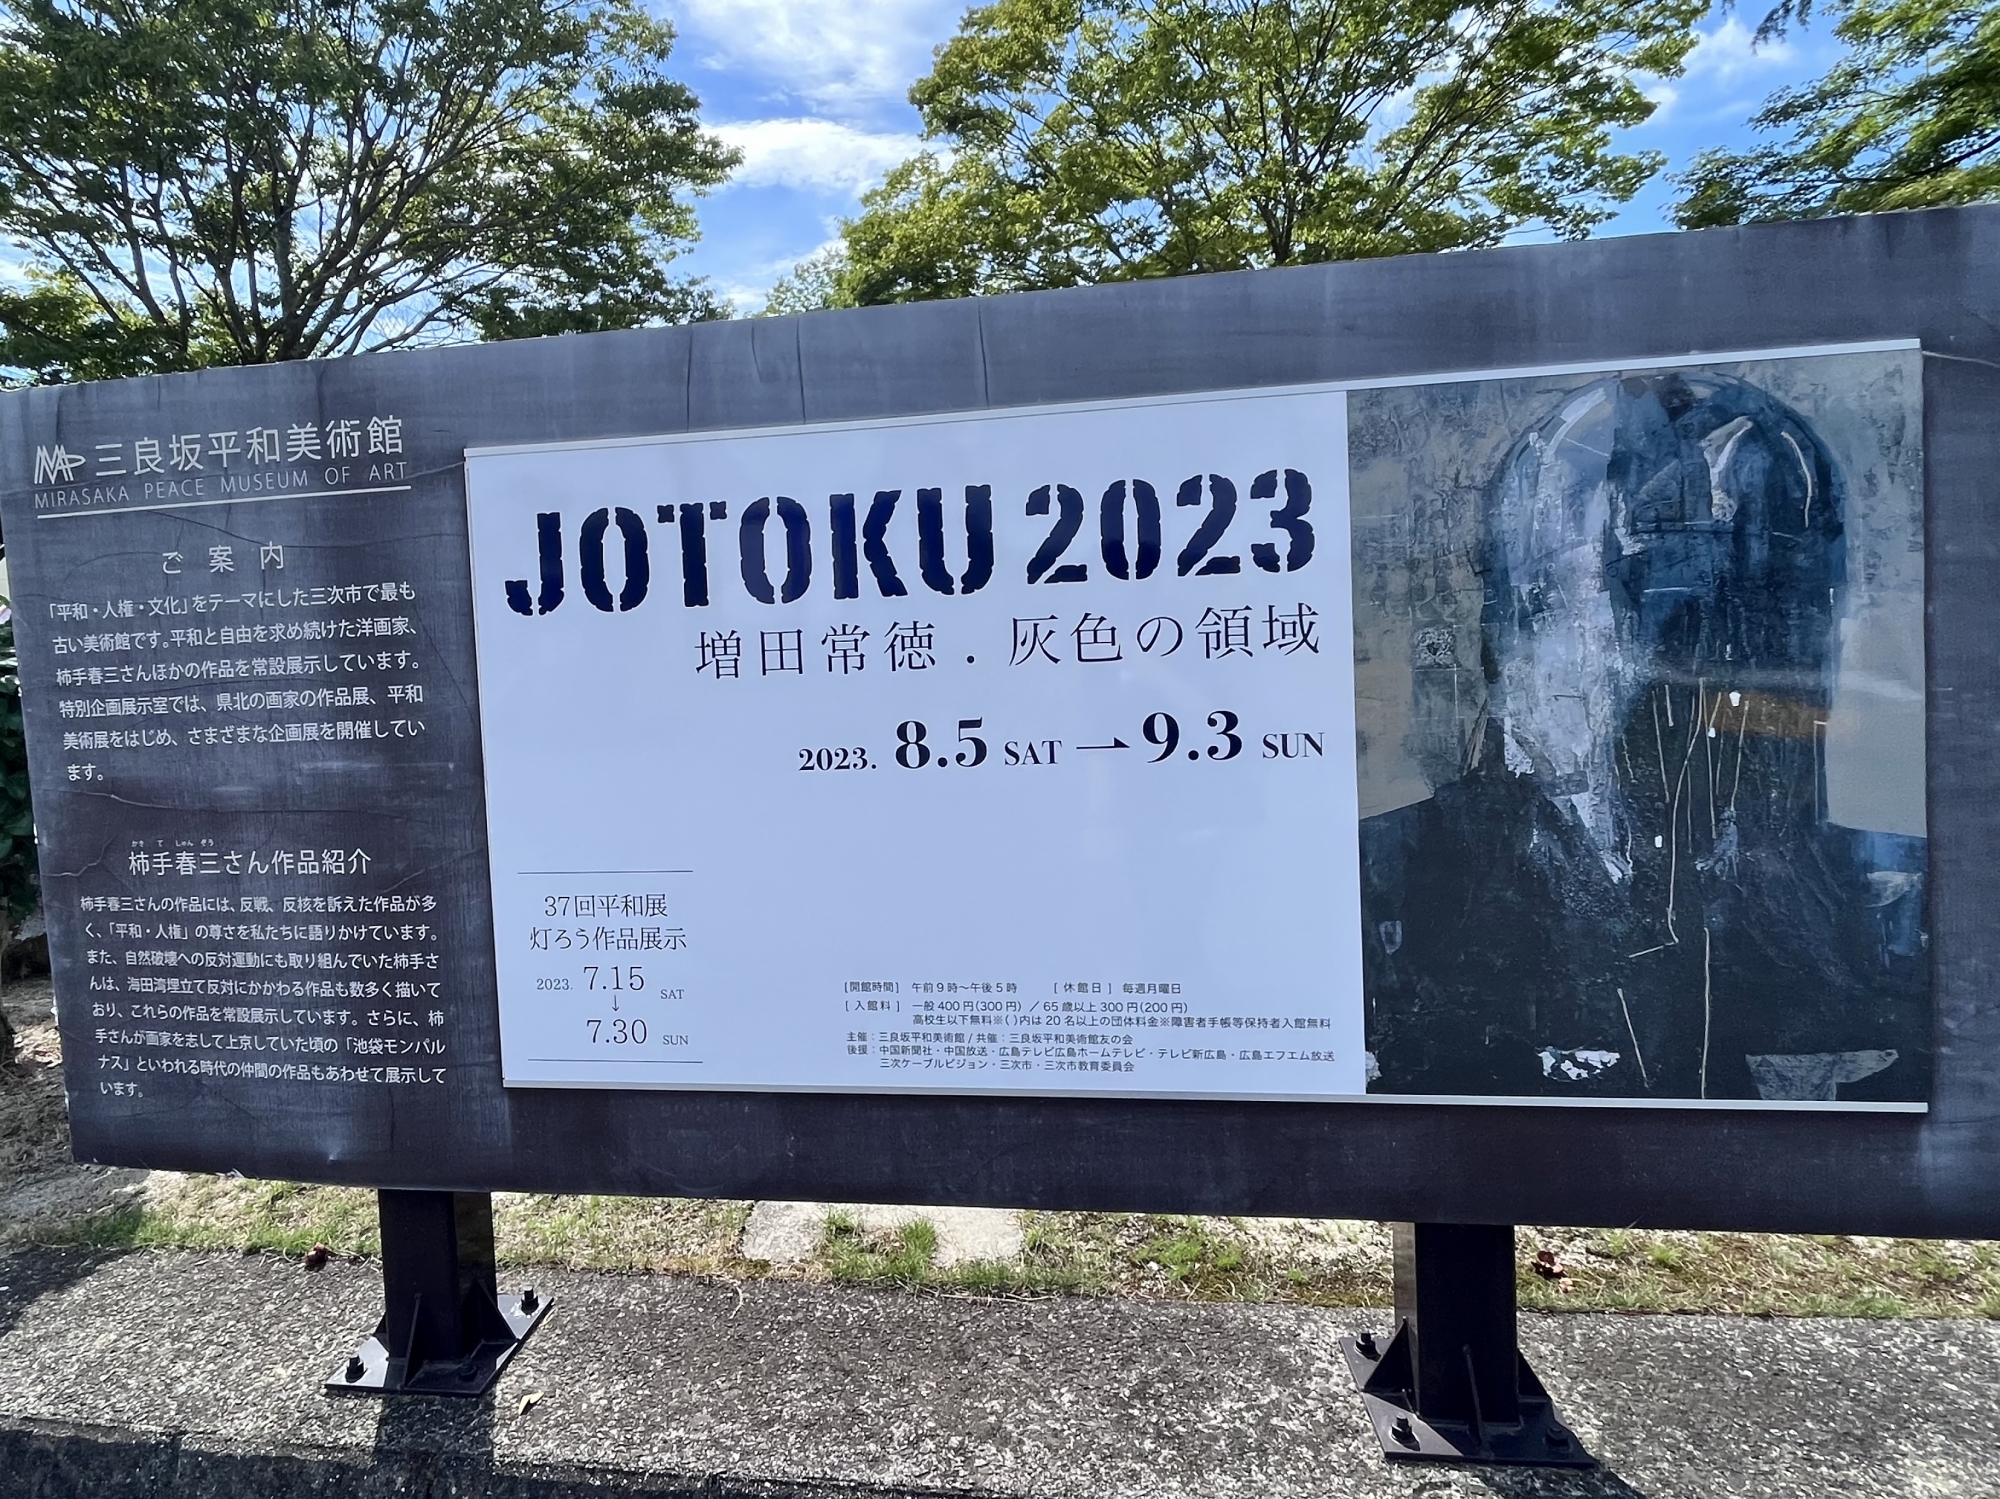 MAP 三良坂平和美術館
MIRASAKA PEACE MUSEUM OF ART
ご案内
「平和・人権・文化」をテーマにした三次市で最も
古い美術館です。平和と自由を求め続けた洋画家、
柿手春三さんほかの作品を常設展示しています。
特別企画展示室では、県北の画家の作品展、平和
美術展をはじめ、さまざまな企画展を開催してい
ます。
かき て しゅん ぞう
柿手春三さん作品紹介
柿手春三さんの作品には、反戦、反核を訴えた作品が多
く、「平和・人権」の尊さを私たちに語りかけています。
また、自然破壊への反対運動にも取り組んでいた柿手さ
んは、海田湾埋立て反対にかかわる作品も数多く描いて
おり、これらの作品を常設展示しています。さらに、柿
手さんが画家を志して上京していた頃の「池袋モンパル
ナス」といわれる時代の仲間の作品もあわせて展示して
います。
JOTOKU 2023
増田常徳．灰色の領域
2023. 8.5 SAT → 9.3 SUN
37回平和展
灯ろう作品展示
2023. 7.15 SAT
↓
7.30 SUN
[開館時間] 午前9時～午後5時 [休館日] 毎週月曜日
[入館料] 一般400円(300円) ／ 65歳以上300円(200円)
高校生以下無料※( )内は20名以上の団体料金※障害者手帳等保持者入館無料
主催：三良坂平和美術館 / 共催：三良坂平和美術館友の会
後援：中国新聞社・中国放送・広島テレビ広島ホームテレビ・テレビ新広島・広島エフエム放送
三次ケーブルビジョン・三次市・三次市教育委員会